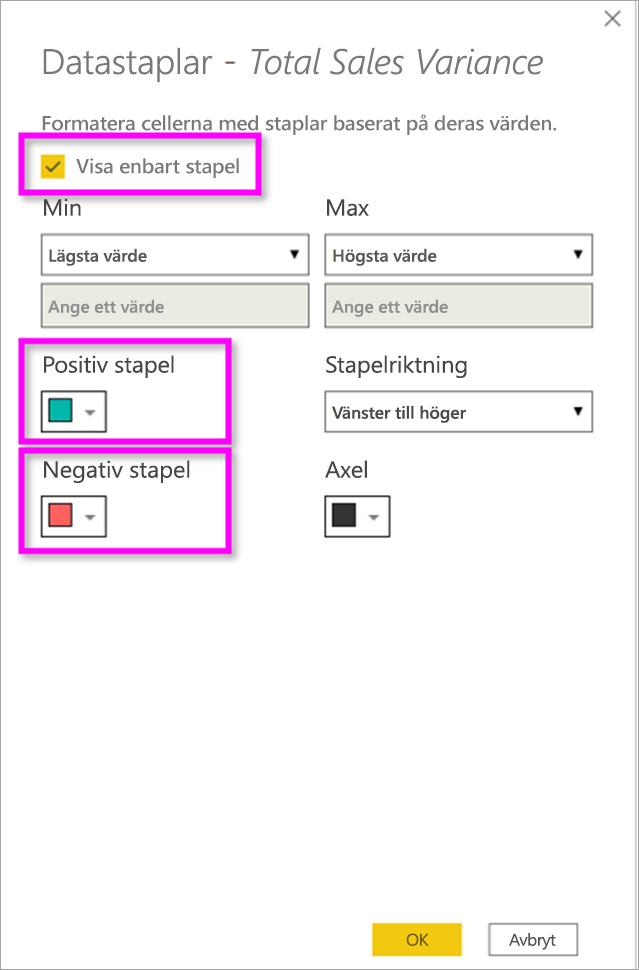 Datastaplar - Total Sales Variance
Formatera cellerna med staplar baserat på deras värden.
Visa enbart stapel
Min
Max
Lägsta värde
Högsta värde
Ange ett värde
Ange ett värde
Positiv stapel
Stapelriktning
Vänster till höger
Negativ stapel
Axel
OK
Avbryt